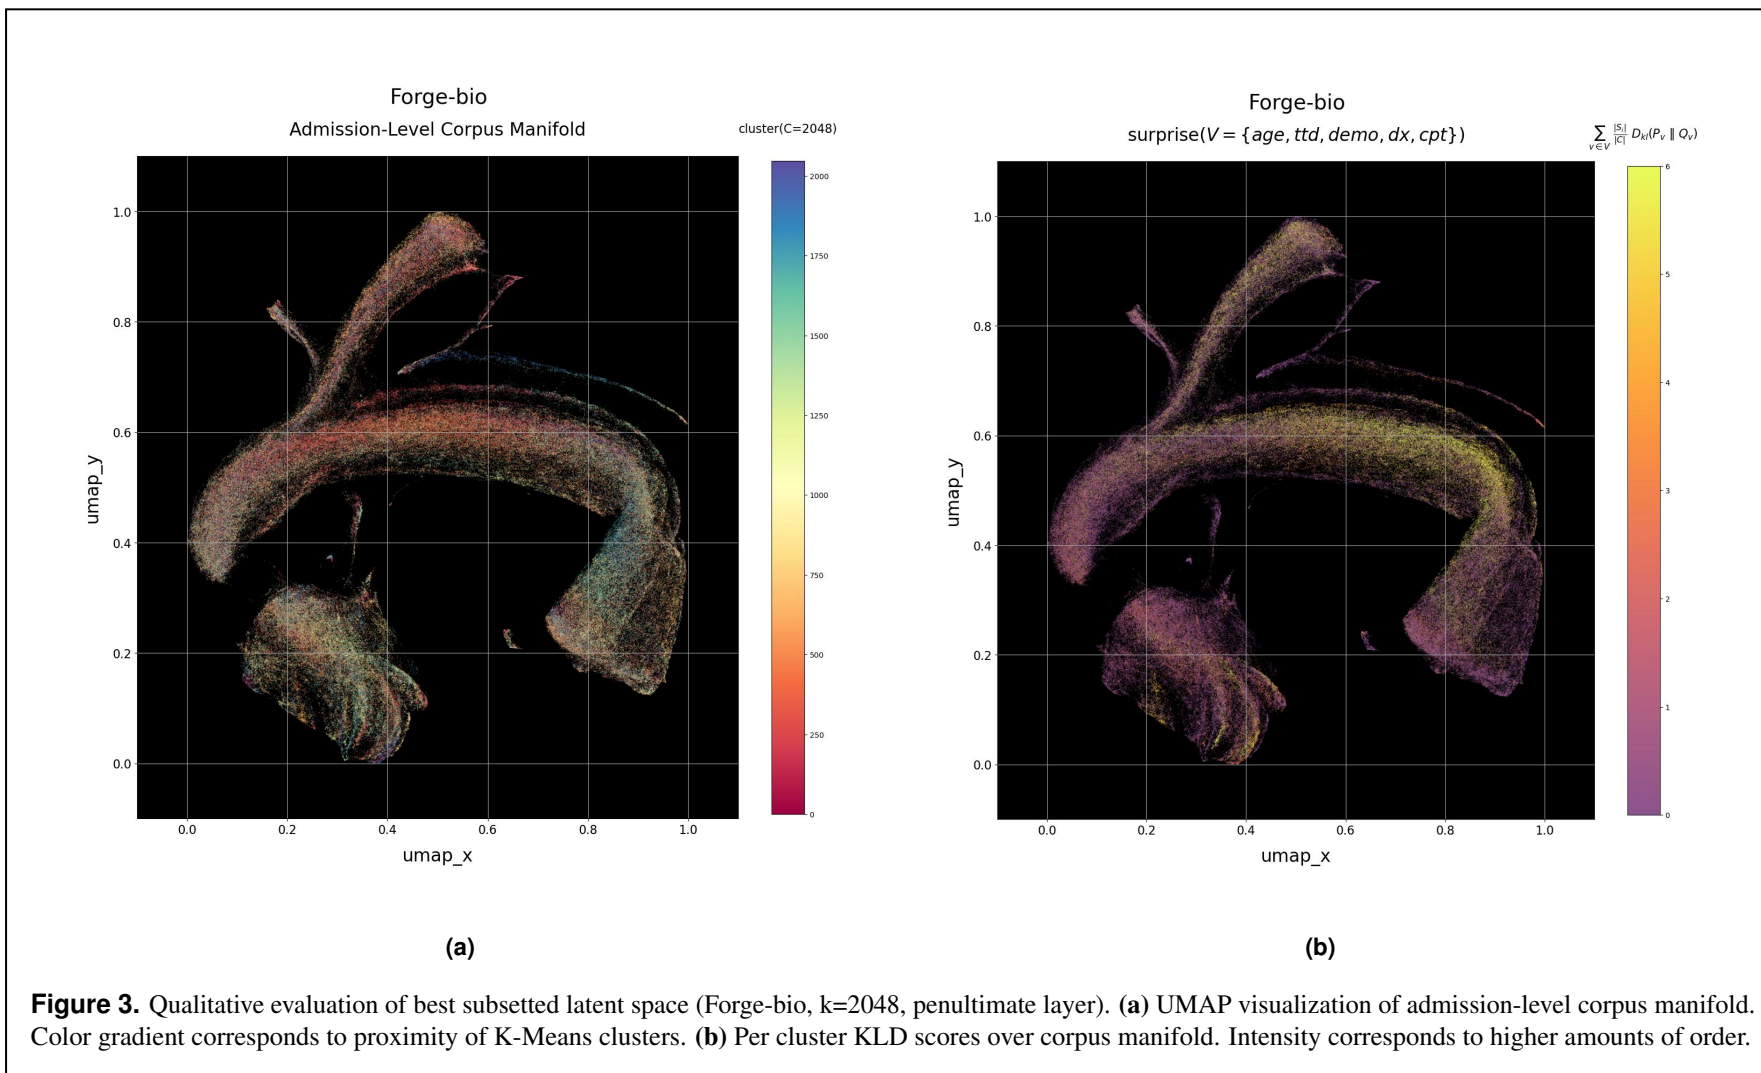 Forge-bio
Admission-Level Corpus Manifold
cluster(C=2048)
2000
1750
1500
1250
1000
750
500
250
0
1.0
0.8
0.6
0.4
0.2
0.0
umap_y
0.0 0.2 0.4 0.6 0.8 1.0
umap_x
(a)
Forge-bio
surprise(V = {age, ttd, demo, dx, cpt})
∑_{v∈V} |S_i|/|C| D_{kl}(P_v ∥ Q_v)
6
5
4
3
2
1
0
1.0
0.8
0.6
0.4
0.2
0.0
umap_y
0.0 0.2 0.4 0.6 0.8 1.0
umap_x
(b)
Figure 3. Qualitative evaluation of best subsetted latent space (Forge-bio, k=2048, penultimate layer). (a) UMAP visualization of admission-level corpus manifold.
Color gradient corresponds to proximity of K-Means clusters. (b) Per cluster KLD scores over corpus manifold. Intensity corresponds to higher amounts of order.